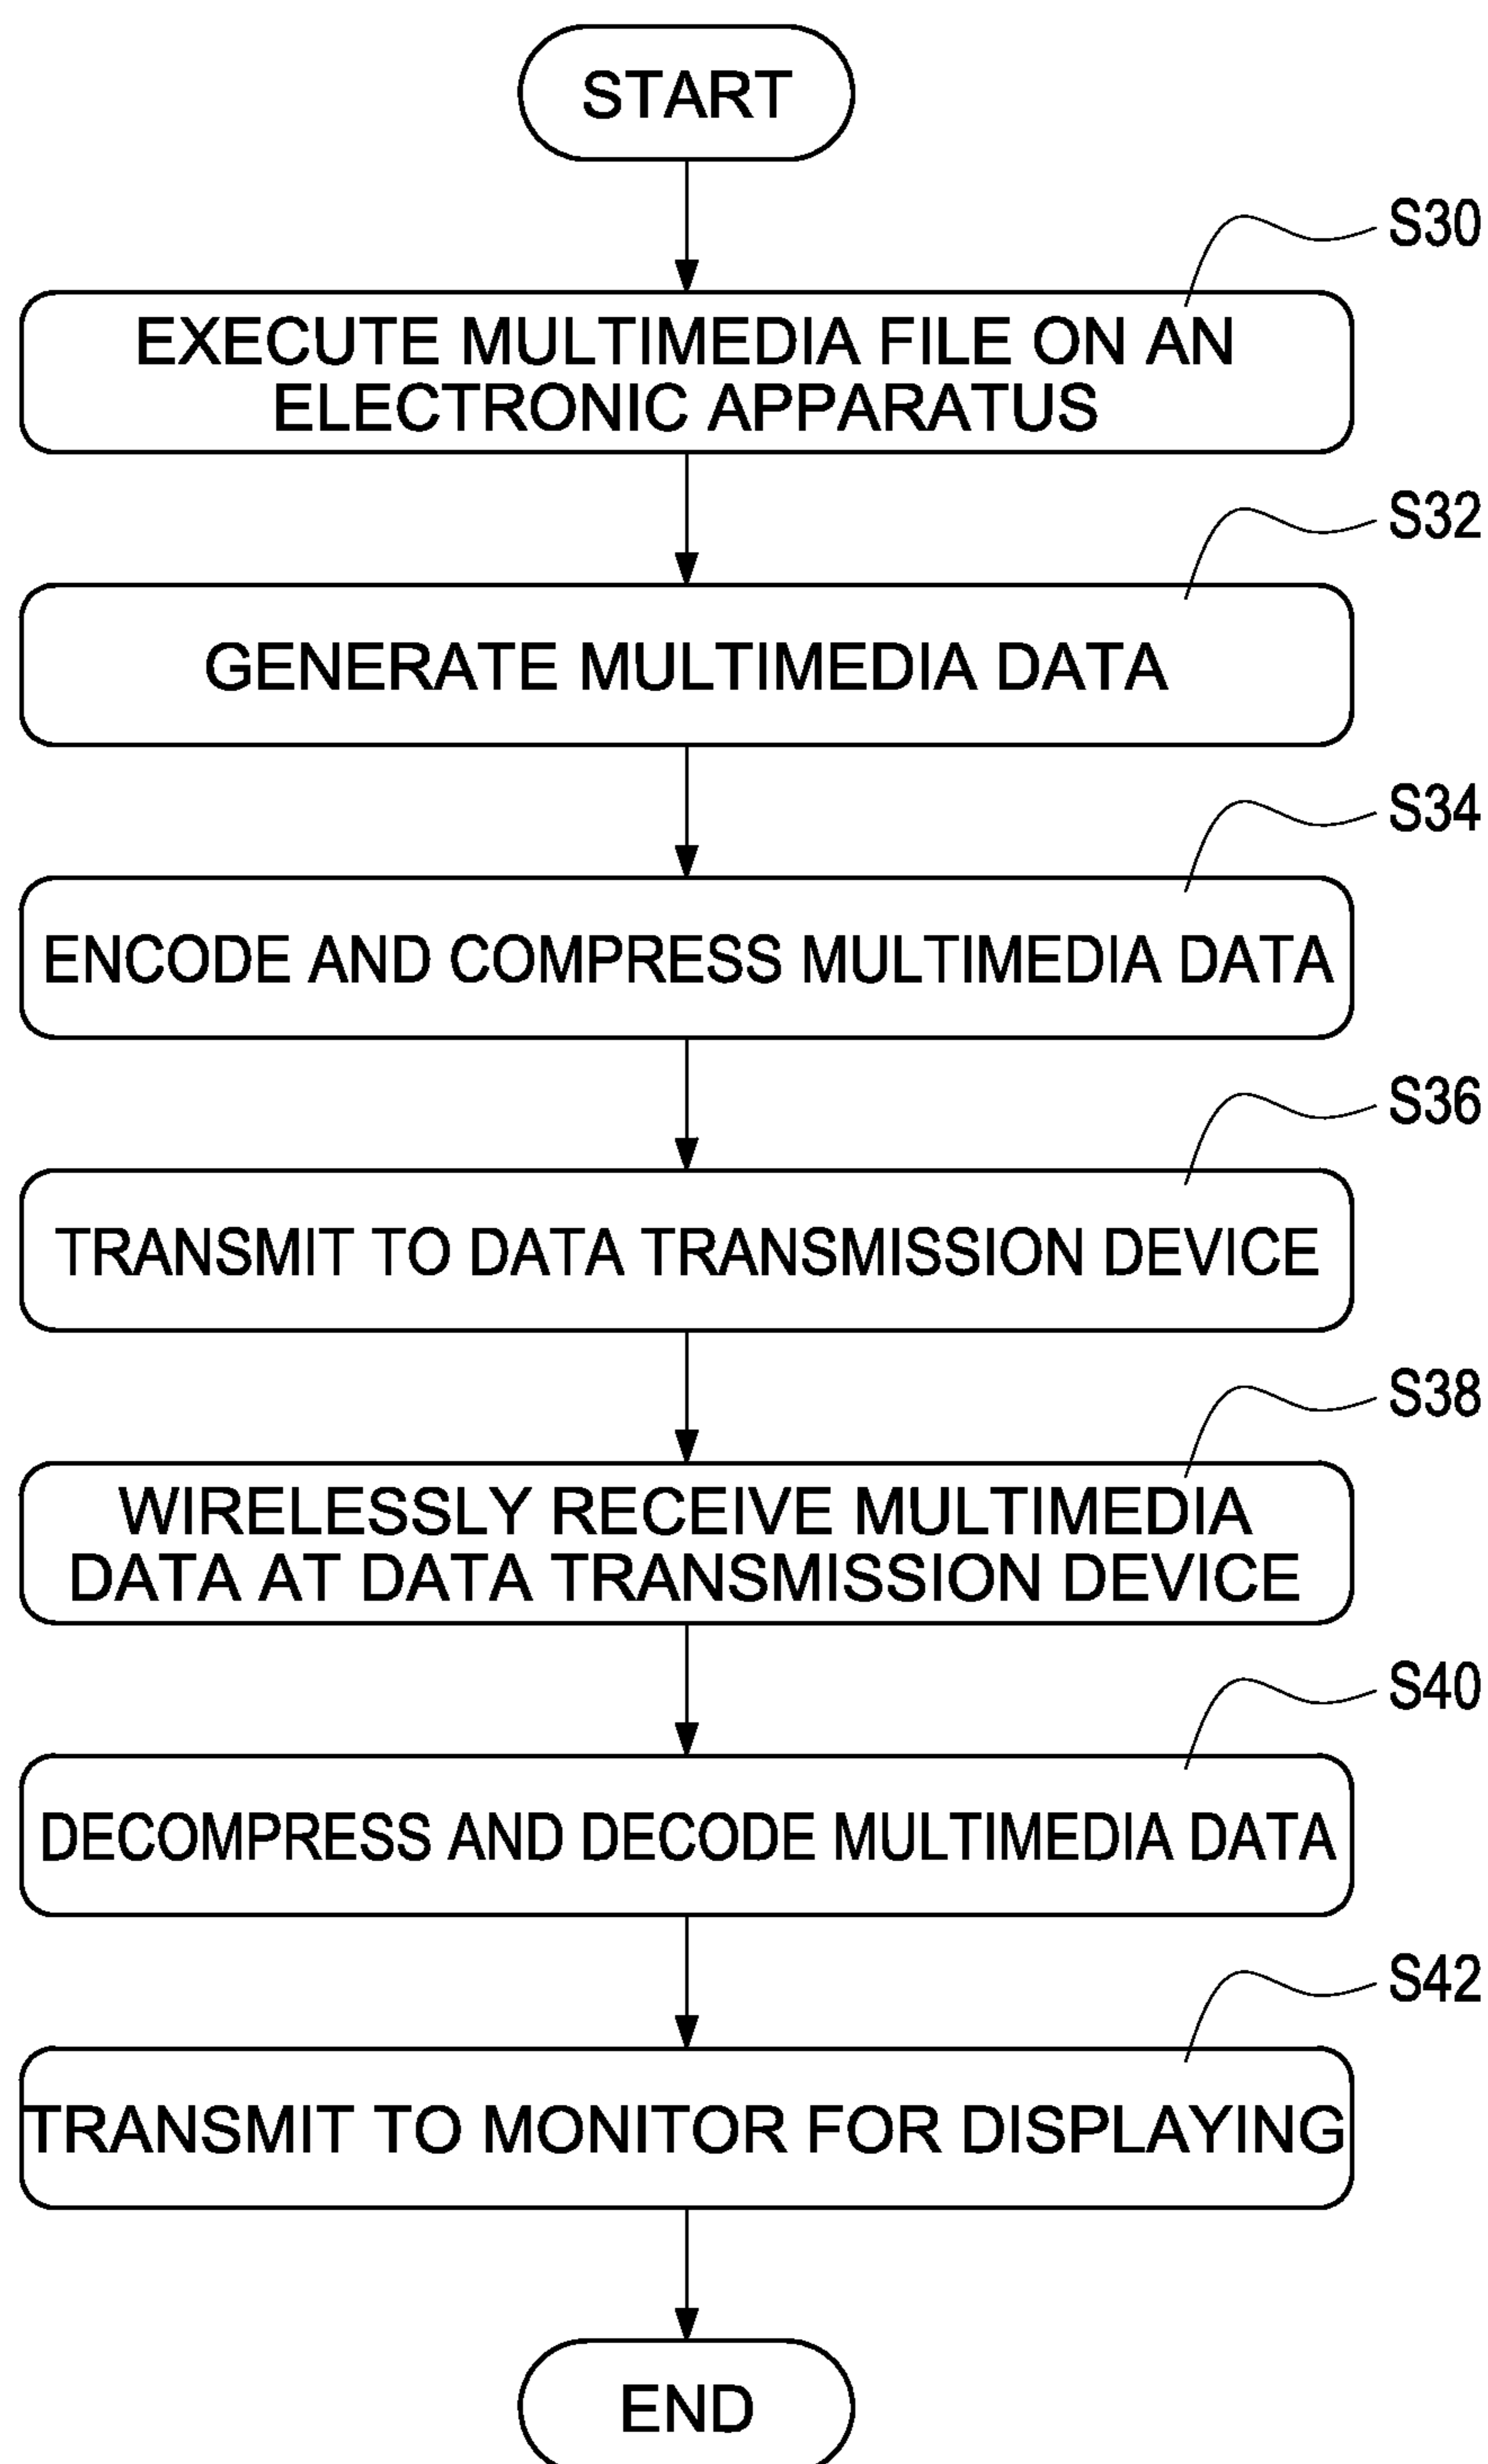 START
S30
EXECUTE MULTIMEDIA FILE ON AN
ELECTRONIC APPARATUS
S32
GENERATE MULTIMEDIA DATA
S34
ENCODE AND COMPRESS MULTIMEDIA DATA
S36
TRANSMIT TO DATA TRANSMISSION DEVICE
S38
WIRELESSLY RECEIVE MULTIMEDIA
DATA AT DATA TRANSMISSION DEVICE
S40
DECOMPRESS AND DECODE MULTIMEDIA DATA
S42
TRANSMIT TO MONITOR FOR DISPLAYING
END